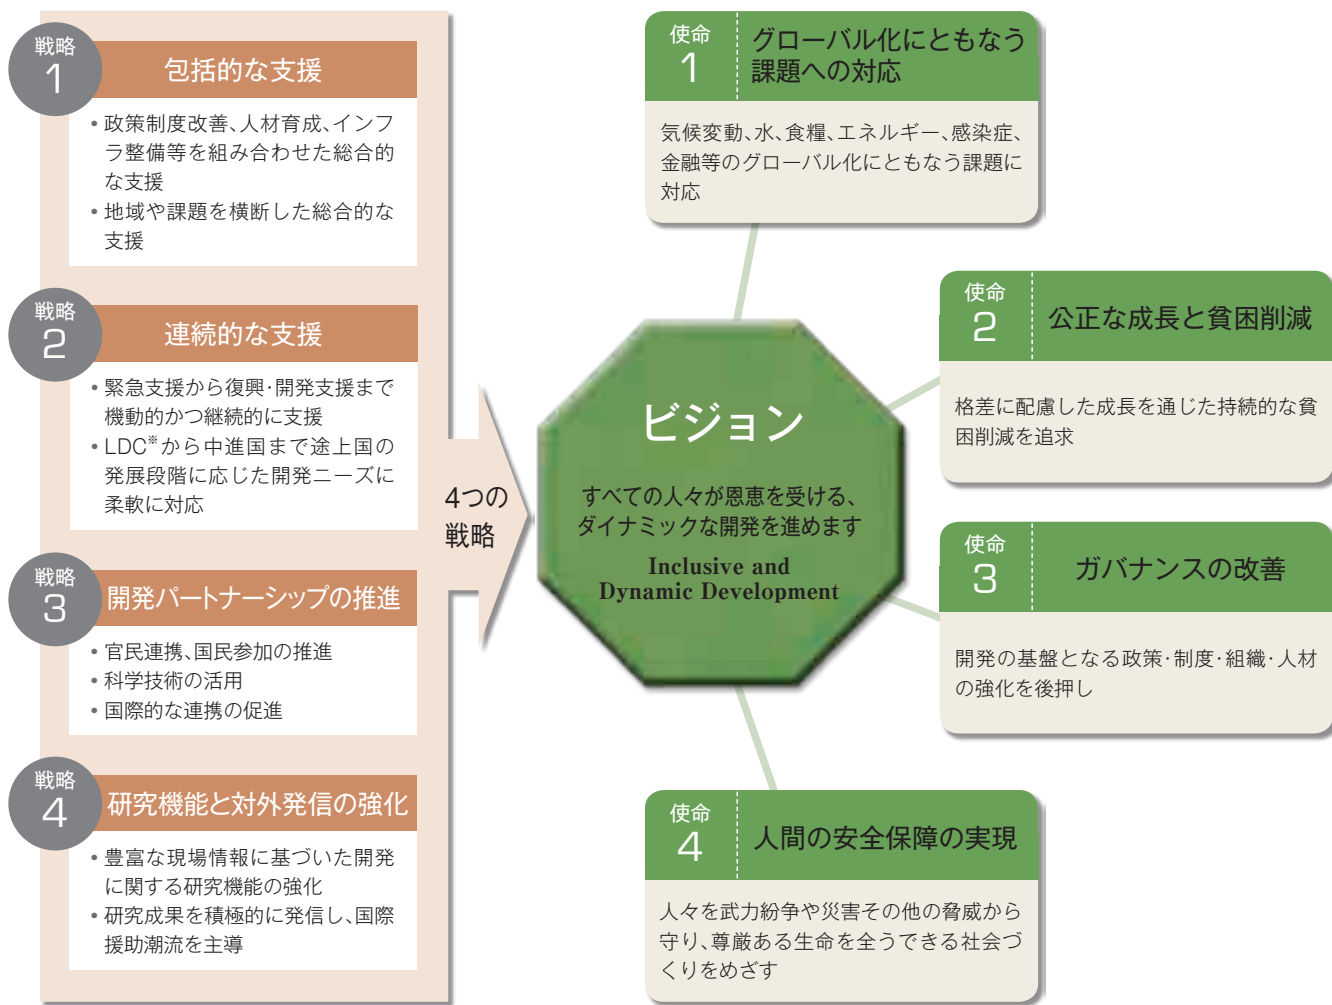 戦略
1
包括的な支援
• 政策制度改善、人材育成、インフ
ラ整備等を組み合わせた総合的
な支援
• 地域や課題を横断した総合的な
支援
戦略
2
連続的な支援
• 緊急支援から復興・開発支援まで
機動的かつ継続的に支援
• LDC※から中進国まで途上国の
発展段階に応じた開発ニーズに
柔軟に対応
戦略
3
開発パートナーシップの推進
• 官民連携、国民参加の推進
• 科学技術の活用
• 国際的な連携の促進
戦略
4
研究機能と対外発信の強化
• 豊富な現場情報に基づいた開発
に関する研究機能の強化
• 研究成果を積極的に発信し、国際
援助潮流を主導
4つの
戦略
ビジョン
すべての人々が恩恵を受ける、
ダイナミックな開発を進めます
Inclusive and
Dynamic Development
使命
1
グローバル化にともなう
課題への対応
気候変動、水、食糧、エネルギー、感染症、
金融等のグローバル化にともなう課題に
対応
使命
2
公正な成長と貧困削減
格差に配慮した成長を通じた持続的な貧
困削減を追求
使命
3
ガバナンスの改善
開発の基盤となる政策・制度・組織・人材
の強化を後押し
使命
4
人間の安全保障の実現
人々を武力紛争や災害その他の脅威から
守り、尊厳ある生命を全うできる社会づ
くりをめざす